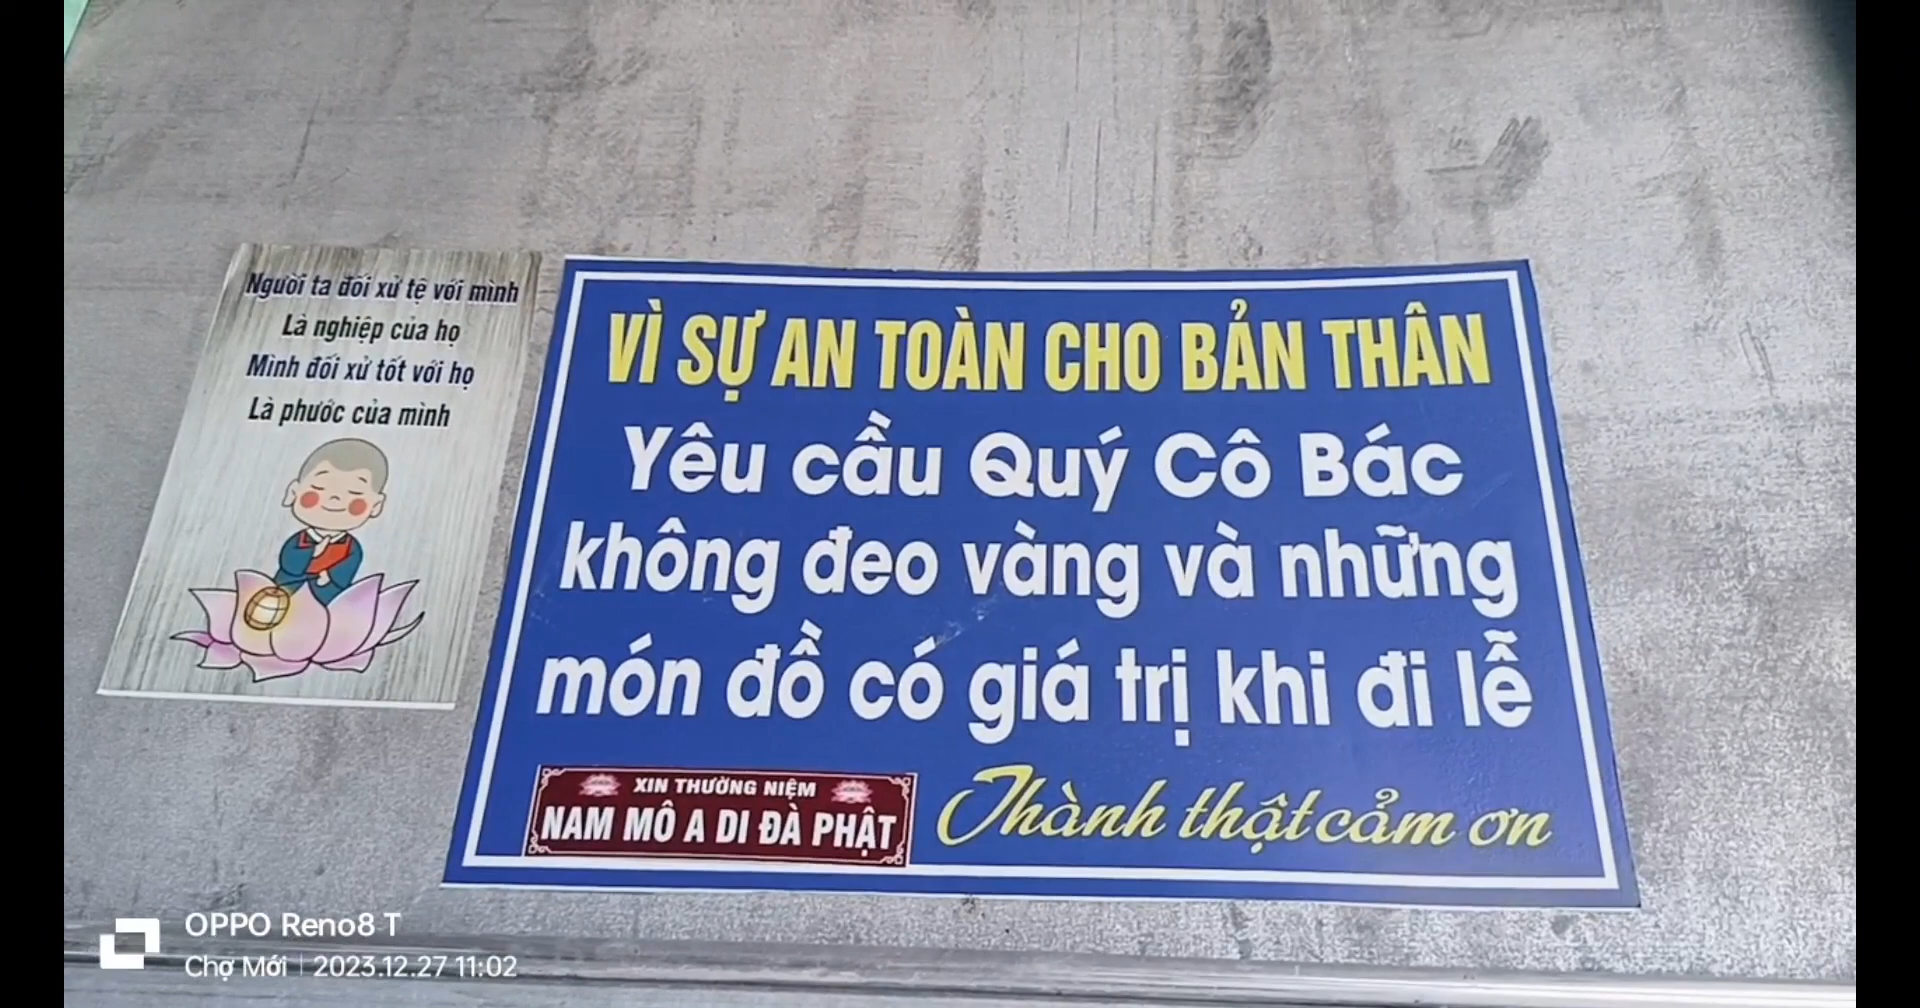 Người ta đối xử tệ với mình
Là nghiệp của họ
Mình đối xử tốt với họ
Là phước của mình
VÌ SỰ AN TOÀN CHO BẢN THÂN
Yêu cầu Quý Cô Bác
không đeo vàng và những
món đồ có giá trị khi đi lễ
XIN THƯỜNG NIỆM
NAM MÔ A DI ĐÀ PHẬT
Thành thật cảm ơn
OPPO Reno8 T
Chợ Mới | 2023.12.27 11:02